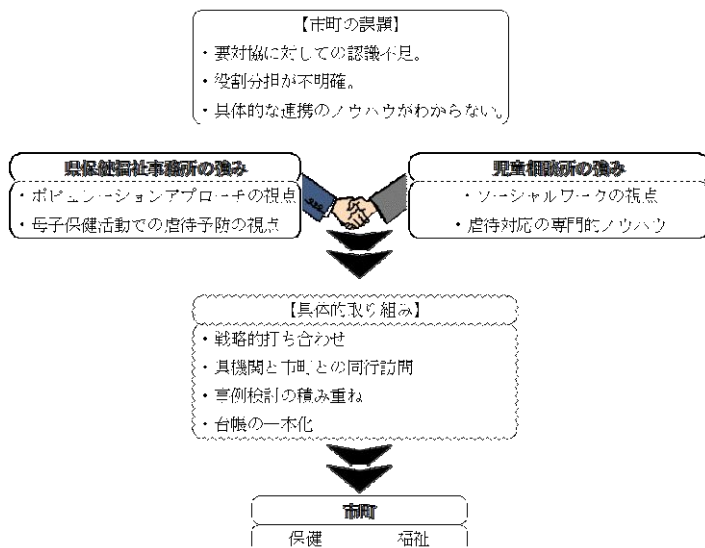 【市町の課題】
・要対協に対しての認識不足。
・役割分担が不明確。
・具体的な連携のノウハウがわからない。
県保健福祉事務所の強み
・ポピュレーションアプローチの視点
・母子保健活動での虐待予防の視点
児童相談所の強み
・ソーシャルワークの視点
・虐待対応の専門的ノウハウ
【具体的取り組み】
・戦略的打ち合わせ
・県機関と市町との同行訪問
・事例検討の積み重ね
・台帳の一本化
市町
保健 福祉